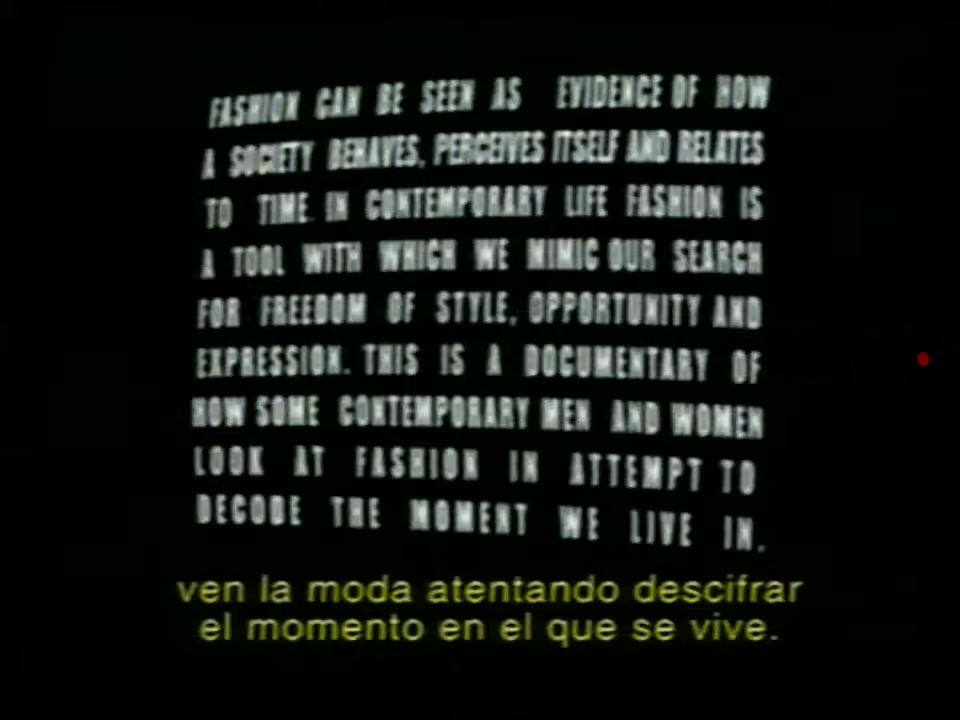 FASHION CAN BE SEEN AS EVIDENCE OF HOW
A SOCIETY BEHAVES, PERCEIVES ITSELF AND RELATES
TO TIME IN CONTEMPORARY LIFE FASHION IS
A TOOL WITH WHICH WE MIMIC OUR SEARCH
FOR FREEDOM OF STYLE, OPPORTUNITY AND
EXPRESSION. THIS IS A DOCUMENTARY OF
HOW SOME CONTEMPORARY MEN AND WOMEN
LOOK AT FASHION IN ATTEMPT TO
DECODE THE MOMENT WE LIVE IN.
ven la moda atentando descifrar
el momento en el que se vive.